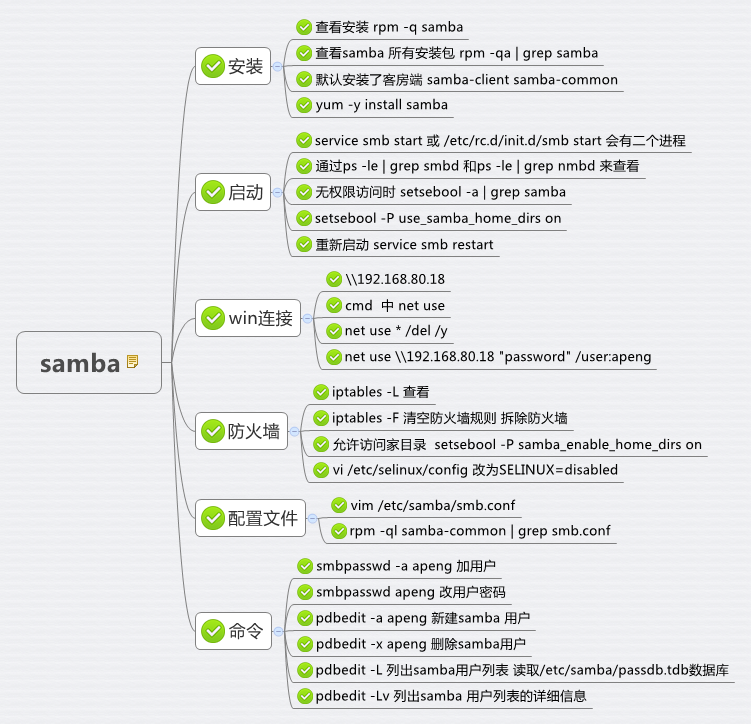 samba
安装
查看安装 rpm -q samba
查看samba 所有安装包 rpm -qa | grep samba
默认安装了客房端 samba-client samba-common
yum -y install samba
启动
service smb start 或 /etc/rc.d/init.d/smb start 会有二个进程
通过ps -le | grep smbd 和ps -le | grep nmbd 来查看
无权限访问时 setsebool -a | grep samba
setsebool -P use_samba_home_dirs on
重新启动 service smb restart
win连接
\\192.168.80.18
cmd 中 net use
net use * /del /y
net use \\192.168.80.18 "password" /user:apeng
防火墙
iptables -L 查看
iptables -F 清空防火墙规则 拆除防火墙
允许访问家目录 setsebool -P samba_enable_home_dirs on
vi /etc/selinux/config 改为SELINUX=disabled
配置文件
vim /etc/samba/smb.conf
rpm -ql samba-common | grep smb.conf
命令
smbpasswd -a apeng 加用户
smbpasswd apeng 改用户密码
pdbedit -a apeng 新建samba 用户
pdbedit -x apeng 删除samba用户
pdbedit -L 列出samba用户列表 读取/etc/samba/passdb.tdb数据库
pdbedit -Lv 列出samba 用户列表的详细信息